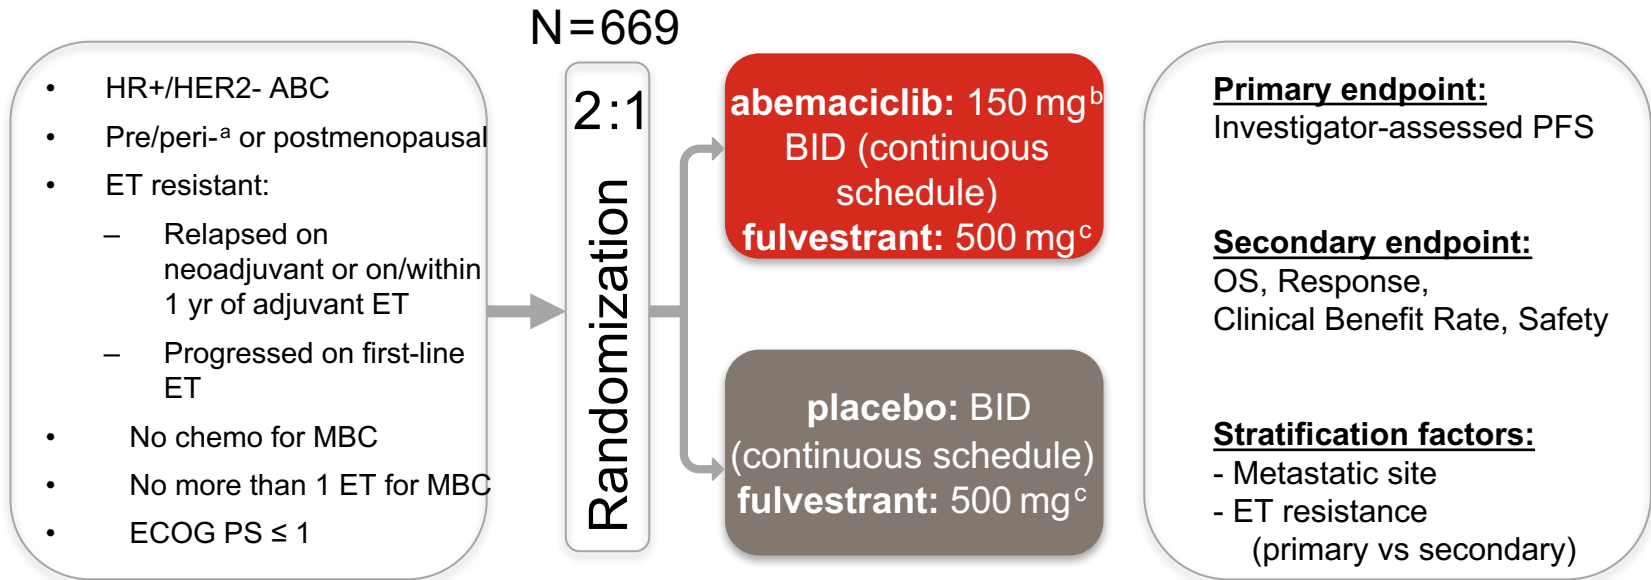 N=669
• HR+/HER2- ABC
• Pre/peri-ᵃ or postmenopausal
• ET resistant:
– Relapsed on
neoadjuvant or on/within
1 yr of adjuvant ET
– Progressed on first-line
ET
• No chemo for MBC
• No more than 1 ET for MBC
• ECOG PS ≤ 1
2:1
Randomization
abemaciclib: 150 mgᵇ
BID (continuous
schedule)
fulvestrant: 500 mgᶜ
placebo: BID
(continuous schedule)
fulvestrant: 500 mgᶜ
Primary endpoint:
Investigator-assessed PFS
Secondary endpoint:
OS, Response,
Clinical Benefit Rate, Safety
Stratification factors:
- Metastatic site
- ET resistance
(primary vs secondary)